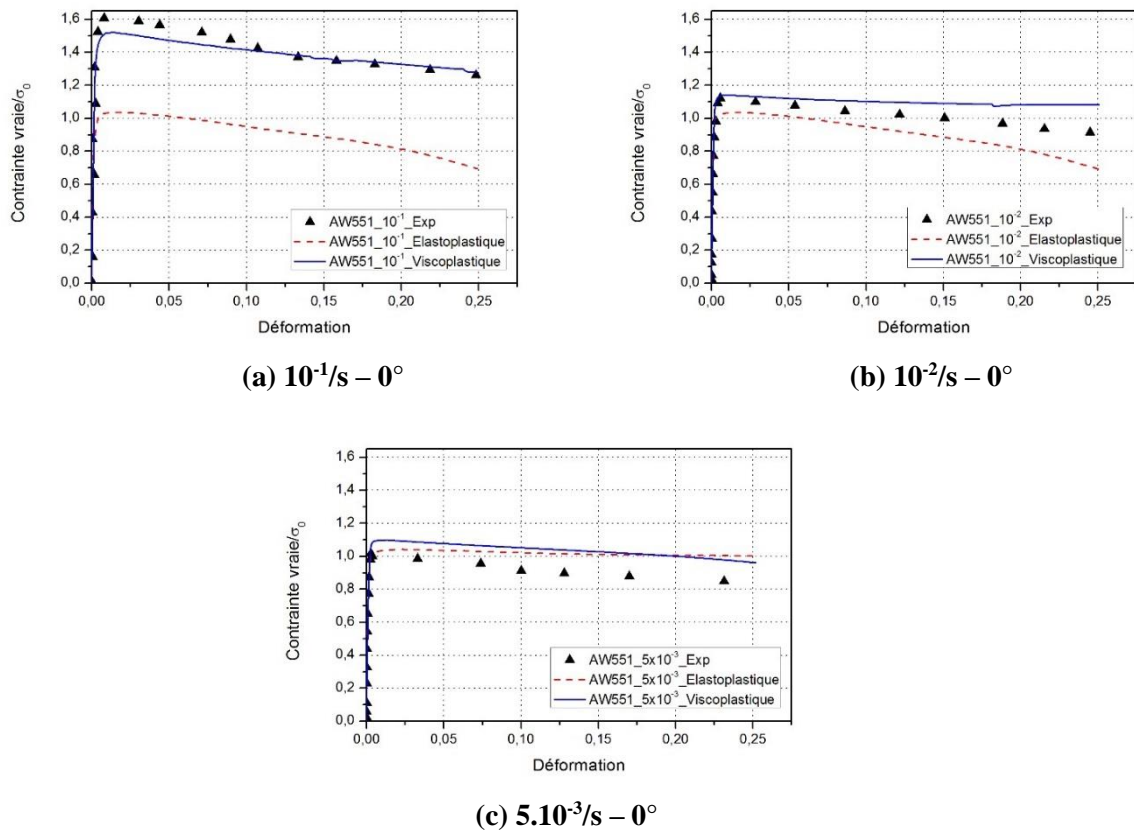 Contrainte vraie/σ₀
1,6
1,4
1,2
1,0
0,8
0,6
0,4
0,2
0,0
AW551_10⁻¹_Exp
AW551_10⁻¹_Elastoplastique
AW551_10⁻¹_Viscoplastique
0,00 0,05 0,10 0,15 0,20 0,25
Déformation
(a) 10⁻¹/s – 0°
Contrainte vraie/σ₀
1,6
1,4
1,2
1,0
0,8
0,6
0,4
0,2
0,0
AW551_10⁻²_Exp
AW551_10⁻²_Elastoplastique
AW551_10⁻²_Viscoplastique
0,00 0,05 0,10 0,15 0,20 0,25
Déformation
(b) 10⁻²/s – 0°
Contrainte vraie/σ₀
1,6
1,4
1,2
1,0
0,8
0,6
0,4
0,2
0,0
AW551_5x10⁻³_Exp
AW551_5x10⁻³_Elastoplastique
AW551_5x10⁻³_Viscoplastique
0,00 0,05 0,10 0,15 0,20 0,25
Déformation
(c) 5.10⁻³/s – 0°